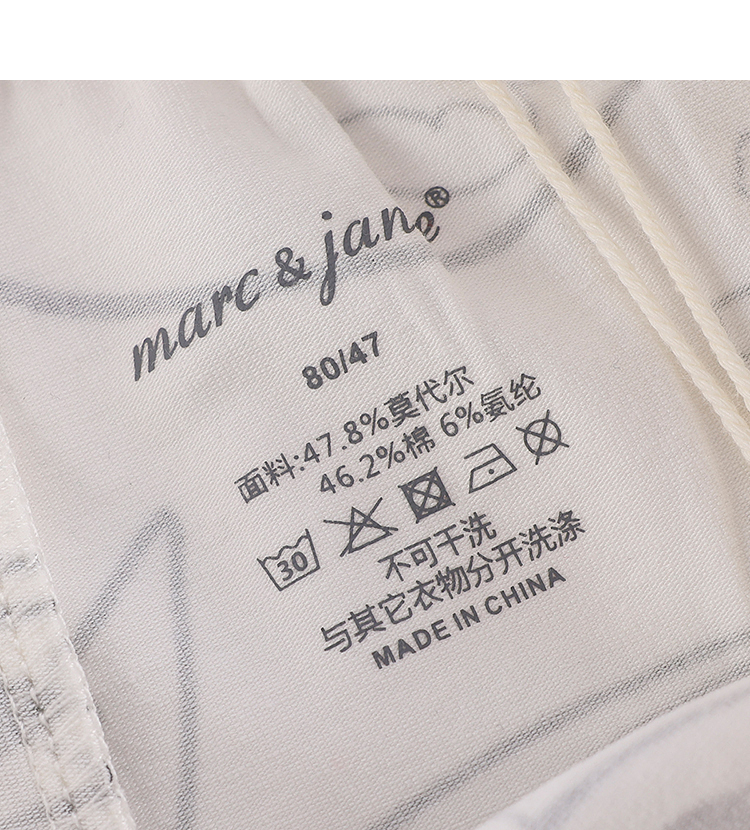 marc & jane®
80/47
面料:47.8%莫代尔
46.2%棉 6%氨纶
30
不可干洗
与其它衣物分开洗涤
MADE IN CHINA